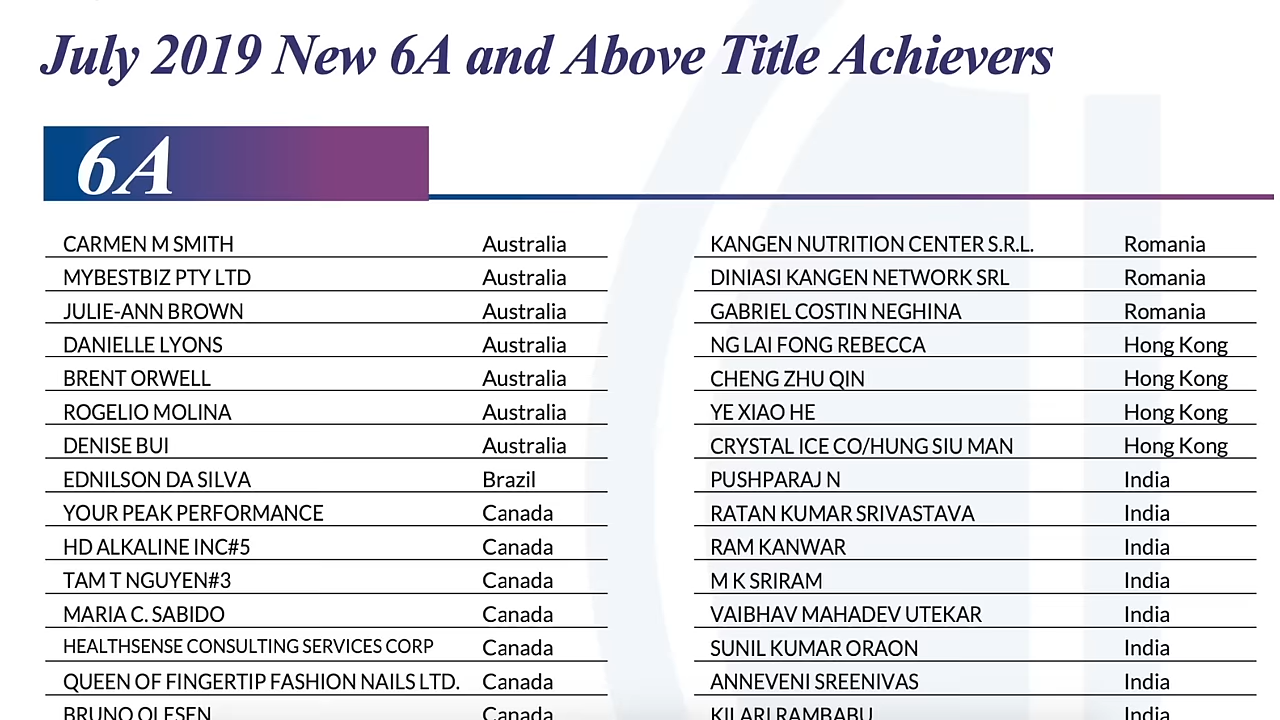 July 2019 New 6A and Above Title Achievers
6A
CARMEN M SMITH Australia
MYBESTBIZ PTY LTD Australia
JULIE-ANN BROWN Australia
DANIELLE LYONS Australia
BRENT ORWELL Australia
ROGELIO MOLINA Australia
DENISE BUI Australia
EDNILSON DA SILVA Brazil
YOUR PEAK PERFORMANCE Canada
HD ALKALINE INC#5 Canada
TAM T NGUYEN#3 Canada
MARIA C. SABIDO Canada
HEALTHSENSE CONSULTING SERVICES CORP Canada
QUEEN OF FINGERTIP FASHION NAILS LTD. Canada
BRUNO OLESEN Canada
KANGEN NUTRITION CENTER S.R.L. Romania
DINIASI KANGEN NETWORK SRL Romania
GABRIEL COSTIN NEGHINA Romania
NG LAI FONG REBECCA Hong Kong
CHENG ZHU QIN Hong Kong
YE XIAO HE Hong Kong
CRYSTAL ICE CO/HUNG SIU MAN Hong Kong
PUSHPARAJ N India
RATAN KUMAR SRIVASTAVA India
RAM KANWAR India
M K SRIRAM India
VAIBHAV MAHADEV UTEKAR India
SUNIL KUMAR ORAON India
ANNEVENI SREENIVAS India
KILARI RAMBABU India